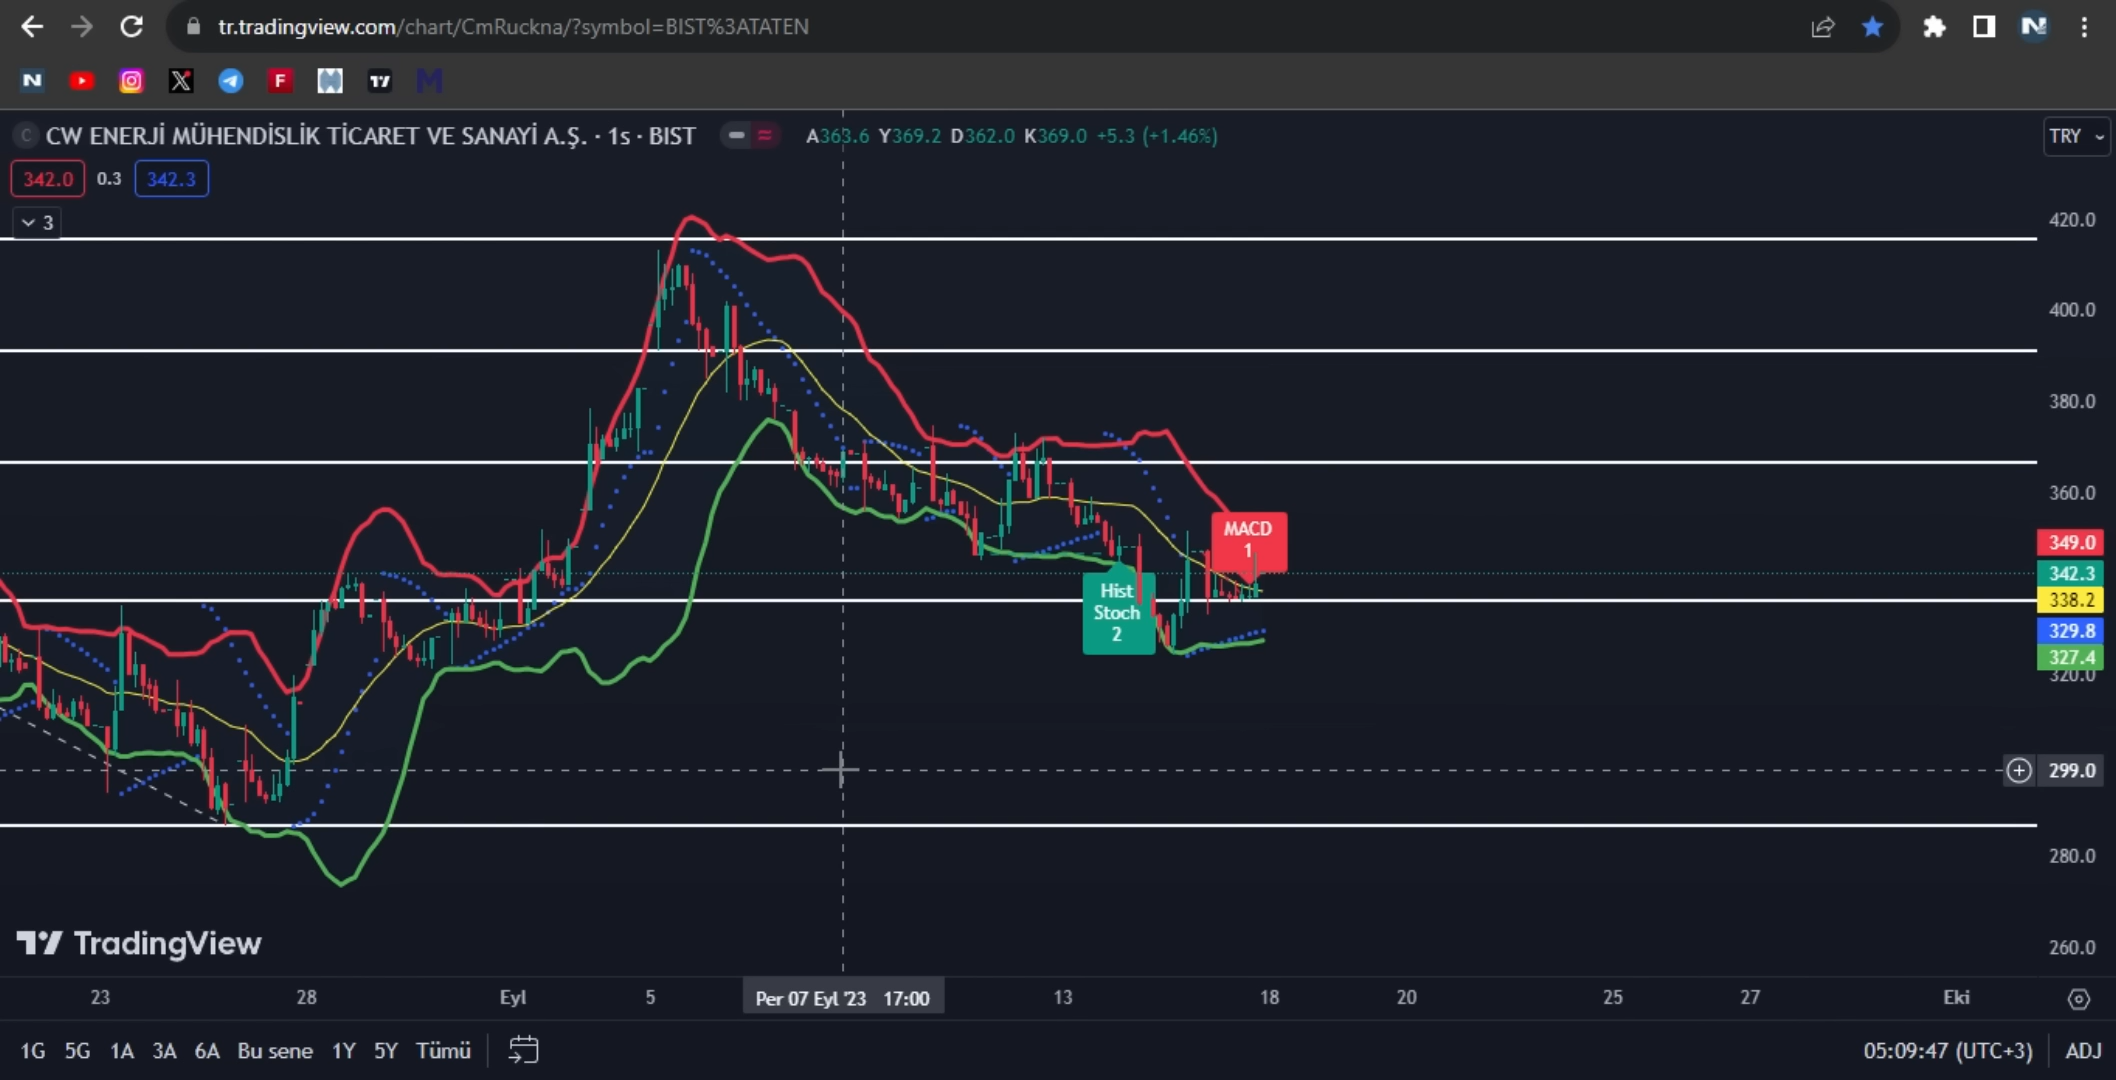 tr.tradingview.com/chart/CmRuckna/?symbol=BIST%3ATATEN
CW ENERJİ MÜHENDİSLİK TİCARET VE SANAYİ A.Ş. · 1s · BIST
A363.6 Y369.2 D362.0 K369.0 +5.3 (+1.46%)
TRY
342.0 0.3 342.3
3
420.0
400.0
380.0
360.0
349.0
342.3
338.2
329.8
327.4
320.0
299.0
280.0
260.0
MACD
1
Hist
Stoch
2
TradingView
23 28 Eyl 5 Per 07 Eyl '23 17:00 13 18 20 25 27 Eki
1G 5G 1A 3A 6A Bu sene 1Y 5Y Tümü
05:09:47 (UTC+3) ADJ